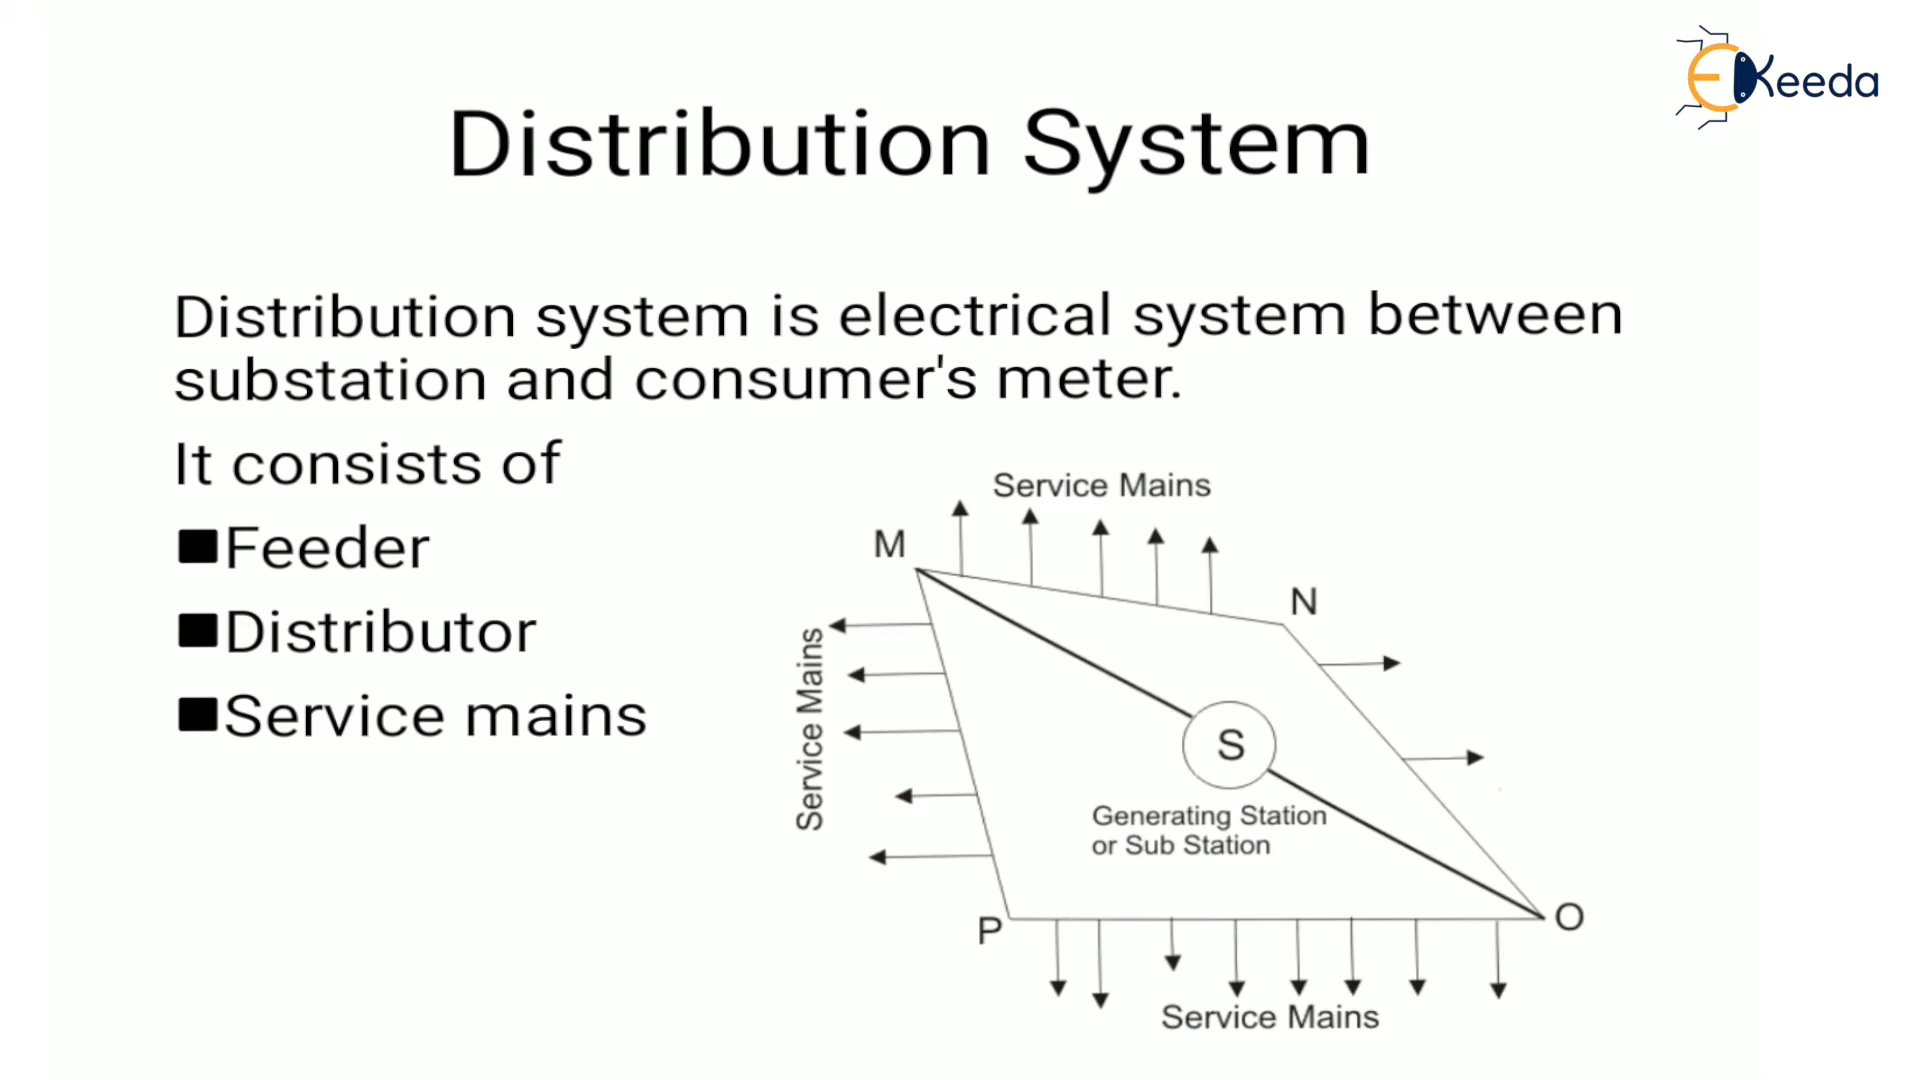 EKeeda
Distribution System
Distribution system is electrical system between
substation and consumer's meter.
It consists of
■Feeder
■Distributor
■Service mains
Service Mains
M
N
Service Mains
S
Generating Station
or Sub Station
P
O
Service Mains